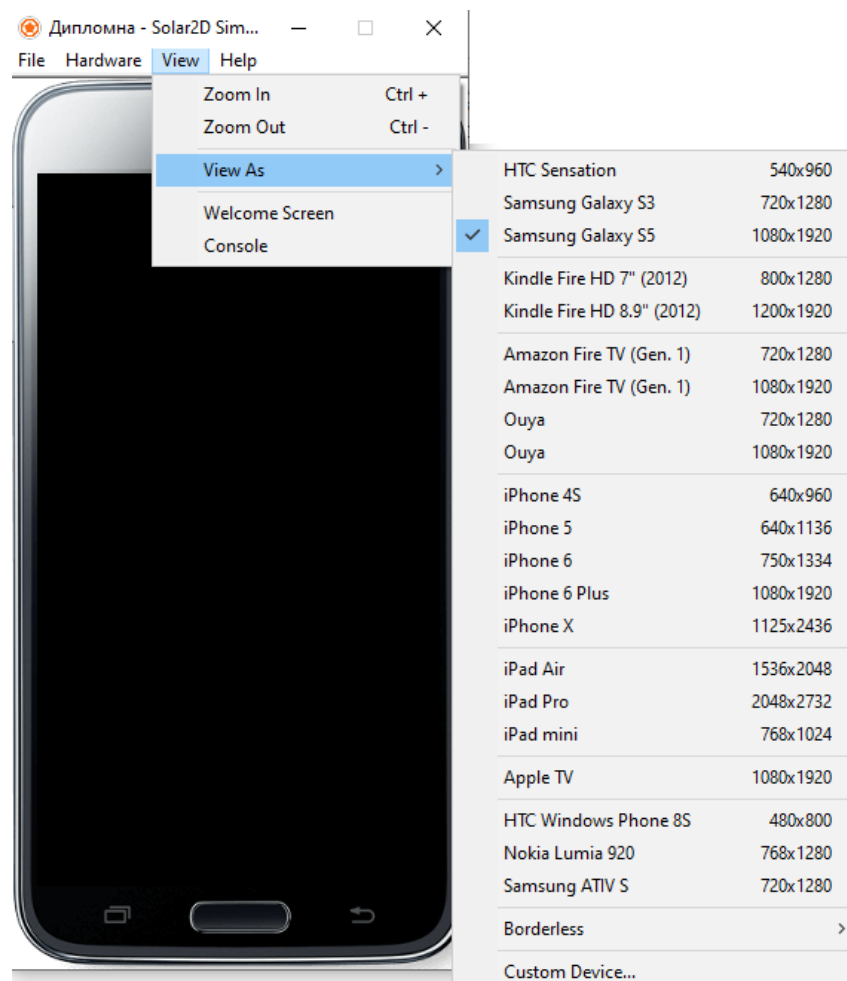 Дипломна - Solar2D Sim...
File Hardware View Help
Zoom In Ctrl +
Zoom Out Ctrl -
View As
Welcome Screen
Console
HTC Sensation 540x960
Samsung Galaxy S3 720x1280
Samsung Galaxy S5 1080x1920
Kindle Fire HD 7" (2012) 800x1280
Kindle Fire HD 8.9" (2012) 1200x1920
Amazon Fire TV (Gen. 1) 720x1280
Amazon Fire TV (Gen. 1) 1080x1920
Ouya 720x1280
Ouya 1080x1920
iPhone 4S 640x960
iPhone 5 640x1136
iPhone 6 750x1334
iPhone 6 Plus 1080x1920
iPhone X 1125x2436
iPad Air 1536x2048
iPad Pro 2048x2732
iPad mini 768x1024
Apple TV 1080x1920
HTC Windows Phone 8S 480x800
Nokia Lumia 920 768x1280
Samsung ATIV S 720x1280
Borderless
Custom Device...